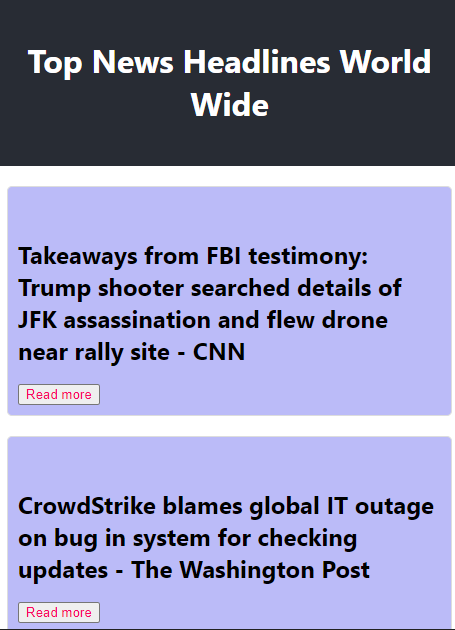 Top News Headlines World
Wide
Takeaways from FBI testimony:
Trump shooter searched details of
JFK assassination and flew drone
near rally site - CNN
Read more
CrowdStrike blames global IT outage
on bug in system for checking
updates - The Washington Post
Read more